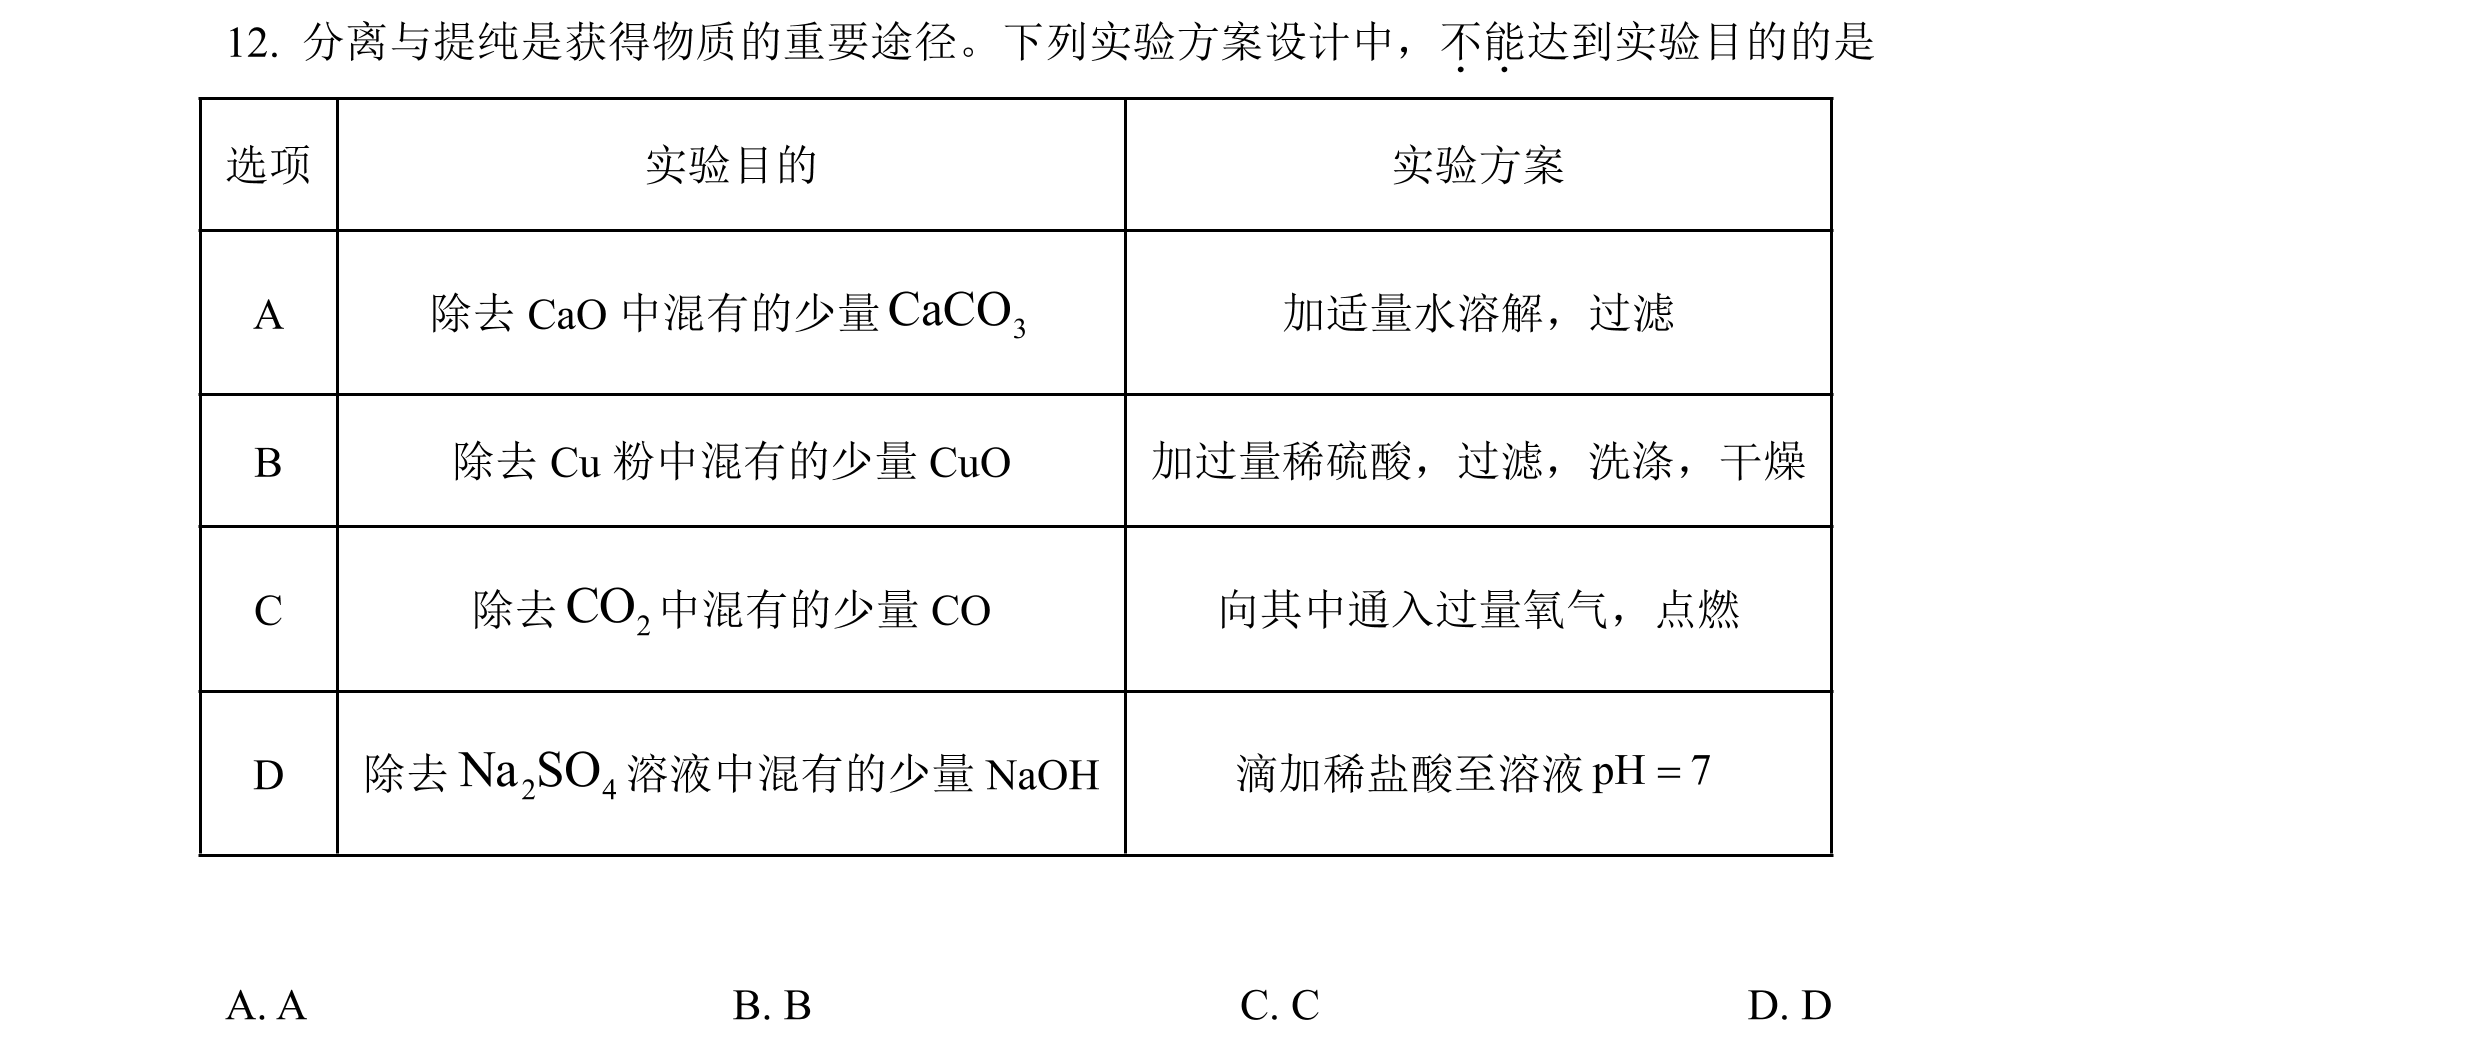 12. 分离与提纯是获得物质的重要途径。下列实验方案设计中，不能达到实验目的的是
选项 实验目的 实验方案
A 除去 CaO 中混有的少量 CaCO₃ 加适量水溶解，过滤
B 除去 Cu 粉中混有的少量 CuO 加过量稀硫酸，过滤，洗涤，干燥
C 除去 CO₂ 中混有的少量 CO 向其中通入过量氧气，点燃
D 除去 Na₂SO₄ 溶液中混有的少量 NaOH 滴加稀盐酸至溶液 pH = 7
A. A B. B C. C D. D